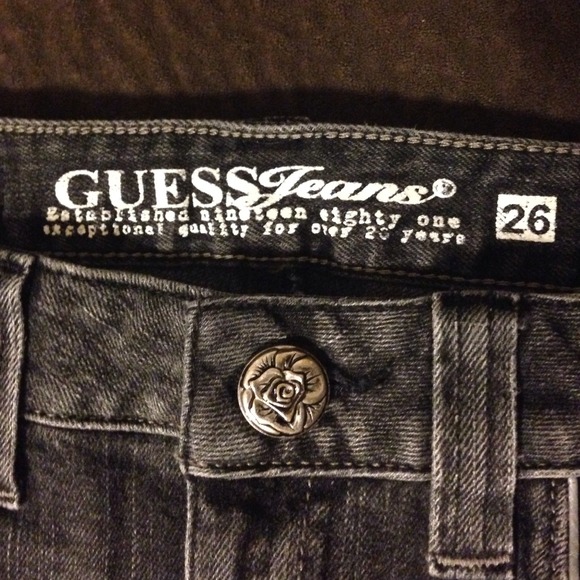 GUESS Jeans®
Established nineteen eighty one
exceptional quality for over 20 years
26